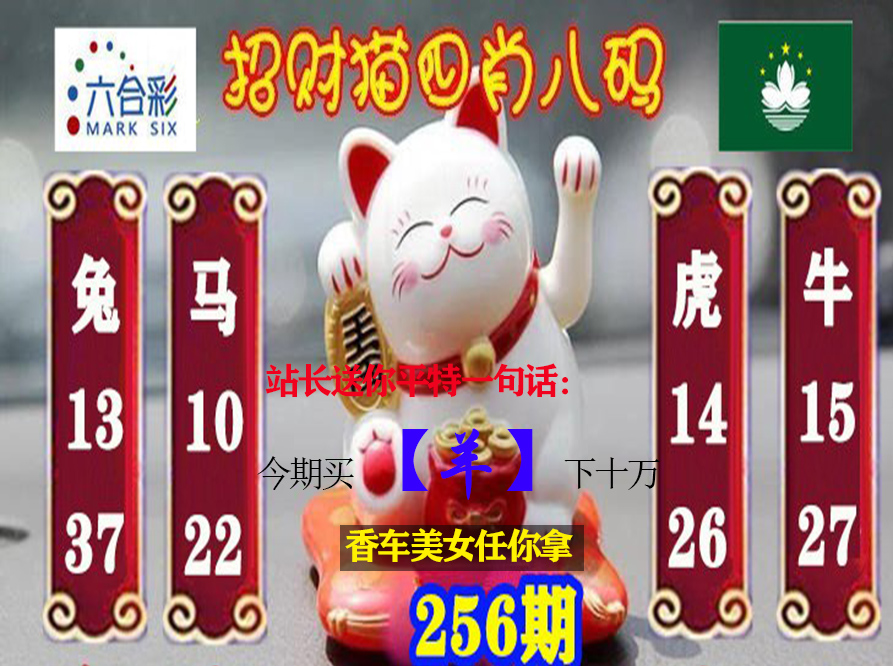 六合彩
MARK SIX
招财猫四肖八码
兔
13
37
马
10
22
虎
14
26
牛
15
27
站长送你平特一句话：
今期买【羊】下十万
香车美女任你拿
256期